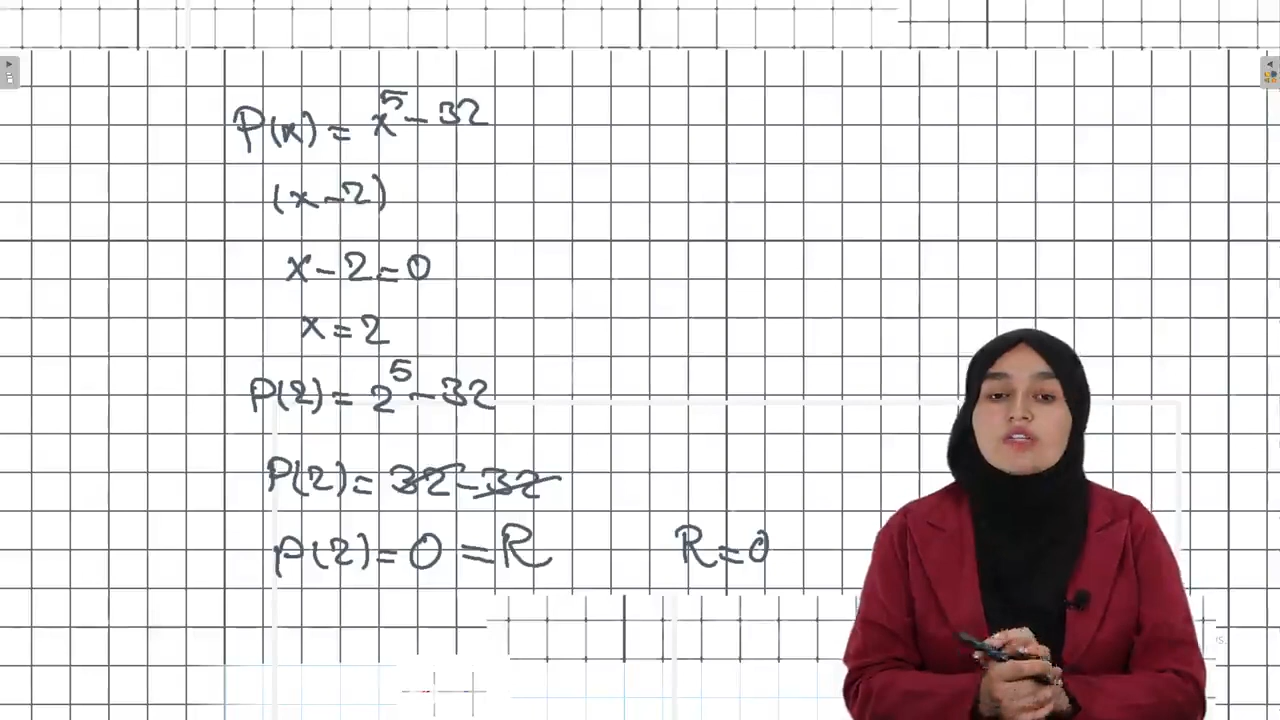 P(x) = x⁵ - 32
(x - 2)
x - 2 = 0
x = 2
P(2) = 2⁵ - 32
P(2) = 32 - 32
P(2) = 0 = R    R = 0